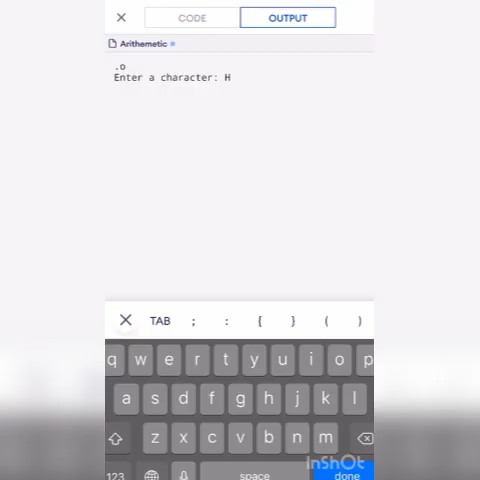 CODE OUTPUT
Arithemetic
.o
Enter a character: H
TAB ; : { } ( )
q w e r t y u i o p
a s d f g h j k l
z x c v b n m
InShOt
123 space done